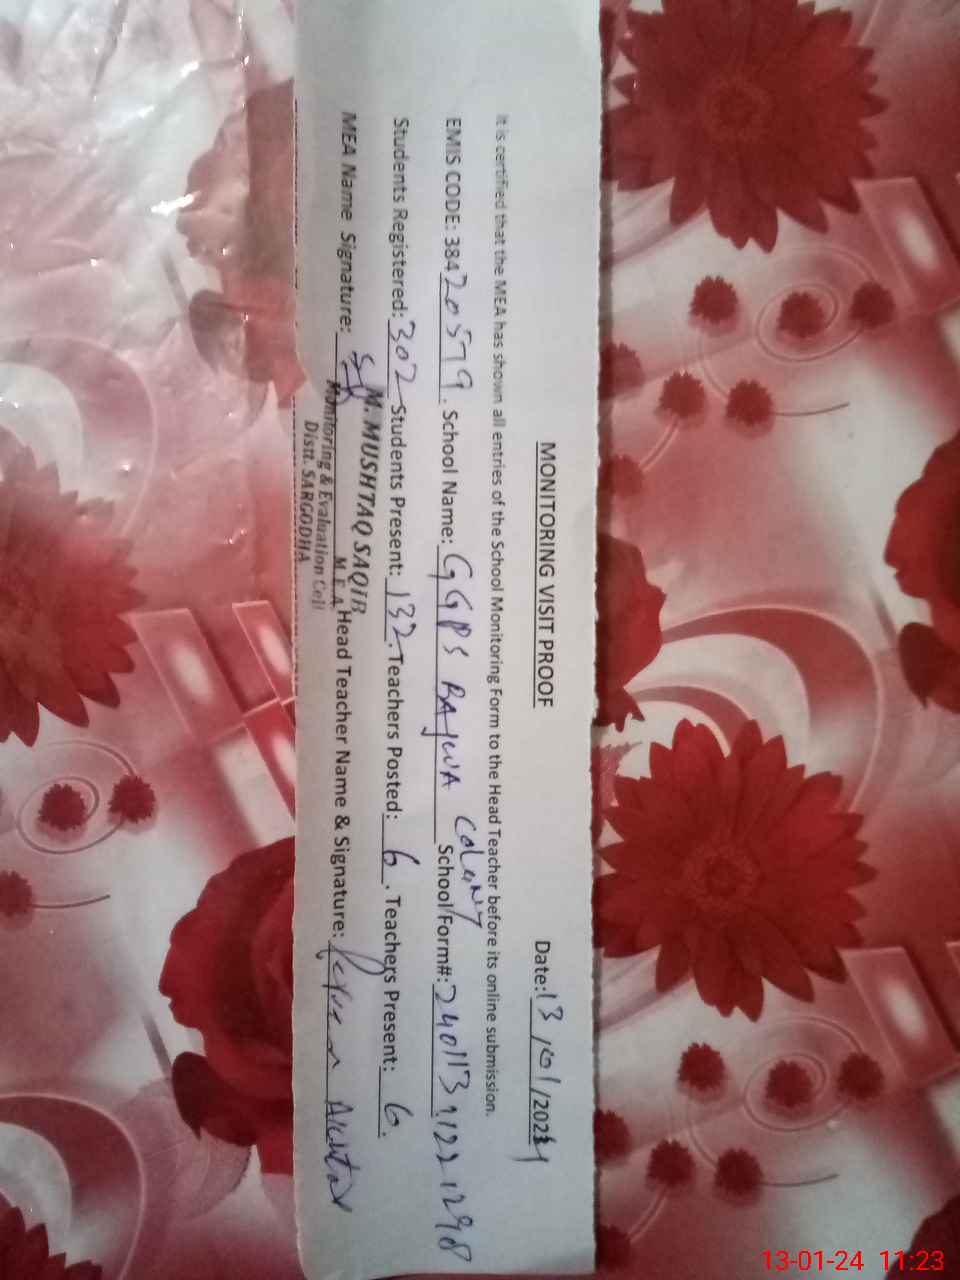 MONITORING VISIT PROOF
Date: 13/01/2024
It is certified that the MEA has shown all entries of the School Monitoring Form to the Head Teacher before its online submission.
EMIS CODE: 38420579. School Name: GGPS BAJWA COLONY School Form#: 240113
Students Registered: 302 Students Present: 132. Teachers Posted: 6. Teachers Present: 6.
M. MUSHTAQ SAQIB
MEA Name Signature: M.E.A Head Teacher Name & Signature: Akhtar
Monitoring & Evaluation Cell
Distt. SARGODHA
13-01-24 11:23